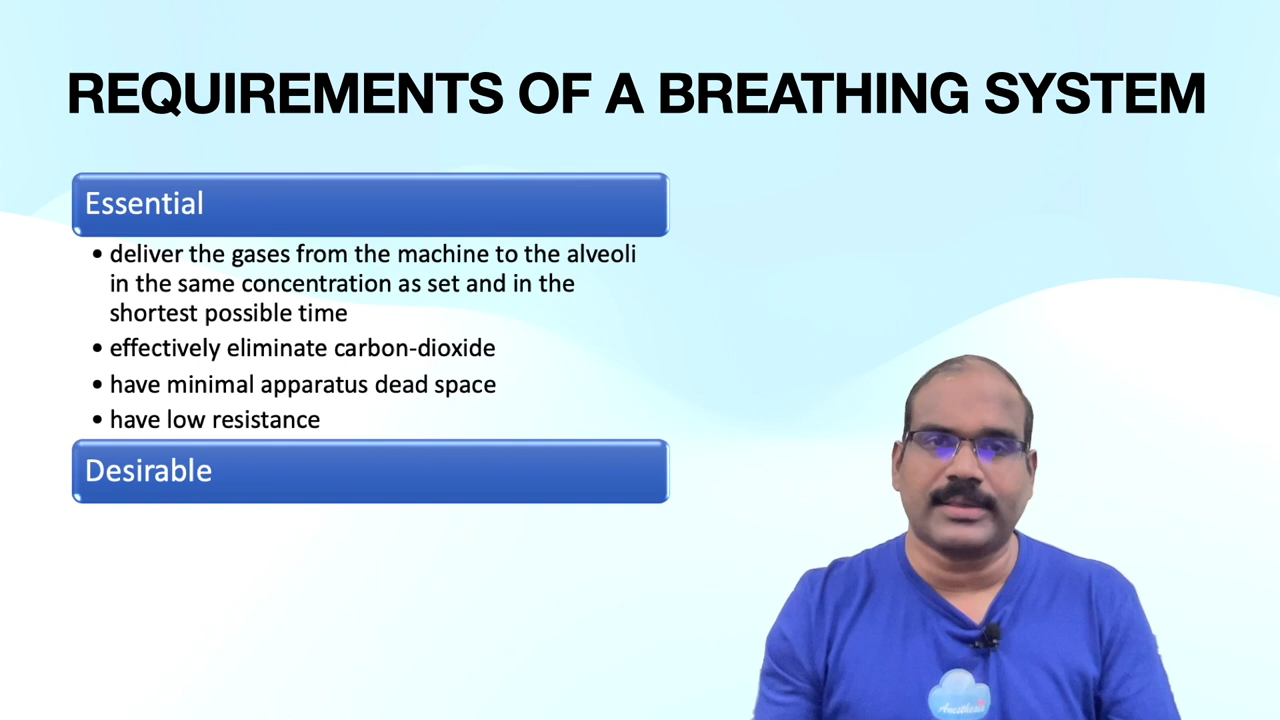 REQUIREMENTS OF A BREATHING SYSTEM
Essential
• deliver the gases from the machine to the alveoli
in the same concentration as set and in the
shortest possible time
• effectively eliminate carbon-dioxide
• have minimal apparatus dead space
• have low resistance
Desirable
Anesthesia